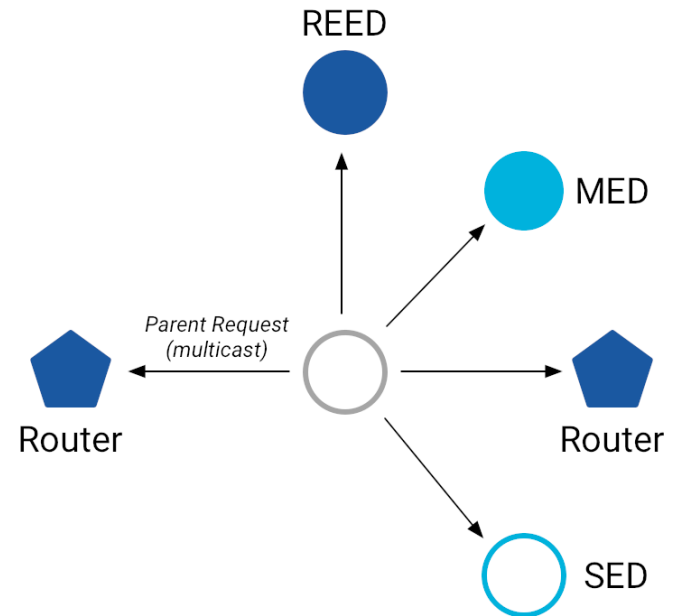 REED
MED
Parent Request
(multicast)
Router
Router
SED